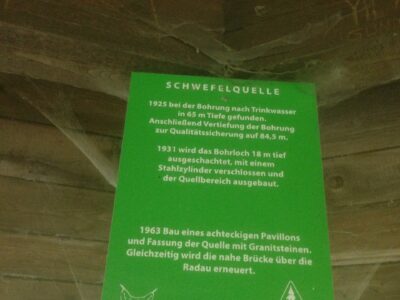 SCHWEFELQUELLE
1925 bei der Bohrung nach Trinkwasser
in 65 m Tiefe gefunden.
Anschließend Vertiefung der Bohrung
zur Qualitätssicherung auf 84,5 m.
1931 wird das Bohrloch 18 m tief
ausgeschachtet, mit einem
Stahlzylinder verschlossen und
der Quellbereich ausgebaut.
1963 Bau eines achteckigen Pavillons
und Fassung der Quelle mit Granitsteinen.
Gleichzeitig wird die nahe Brücke über die
Radau erneuert.